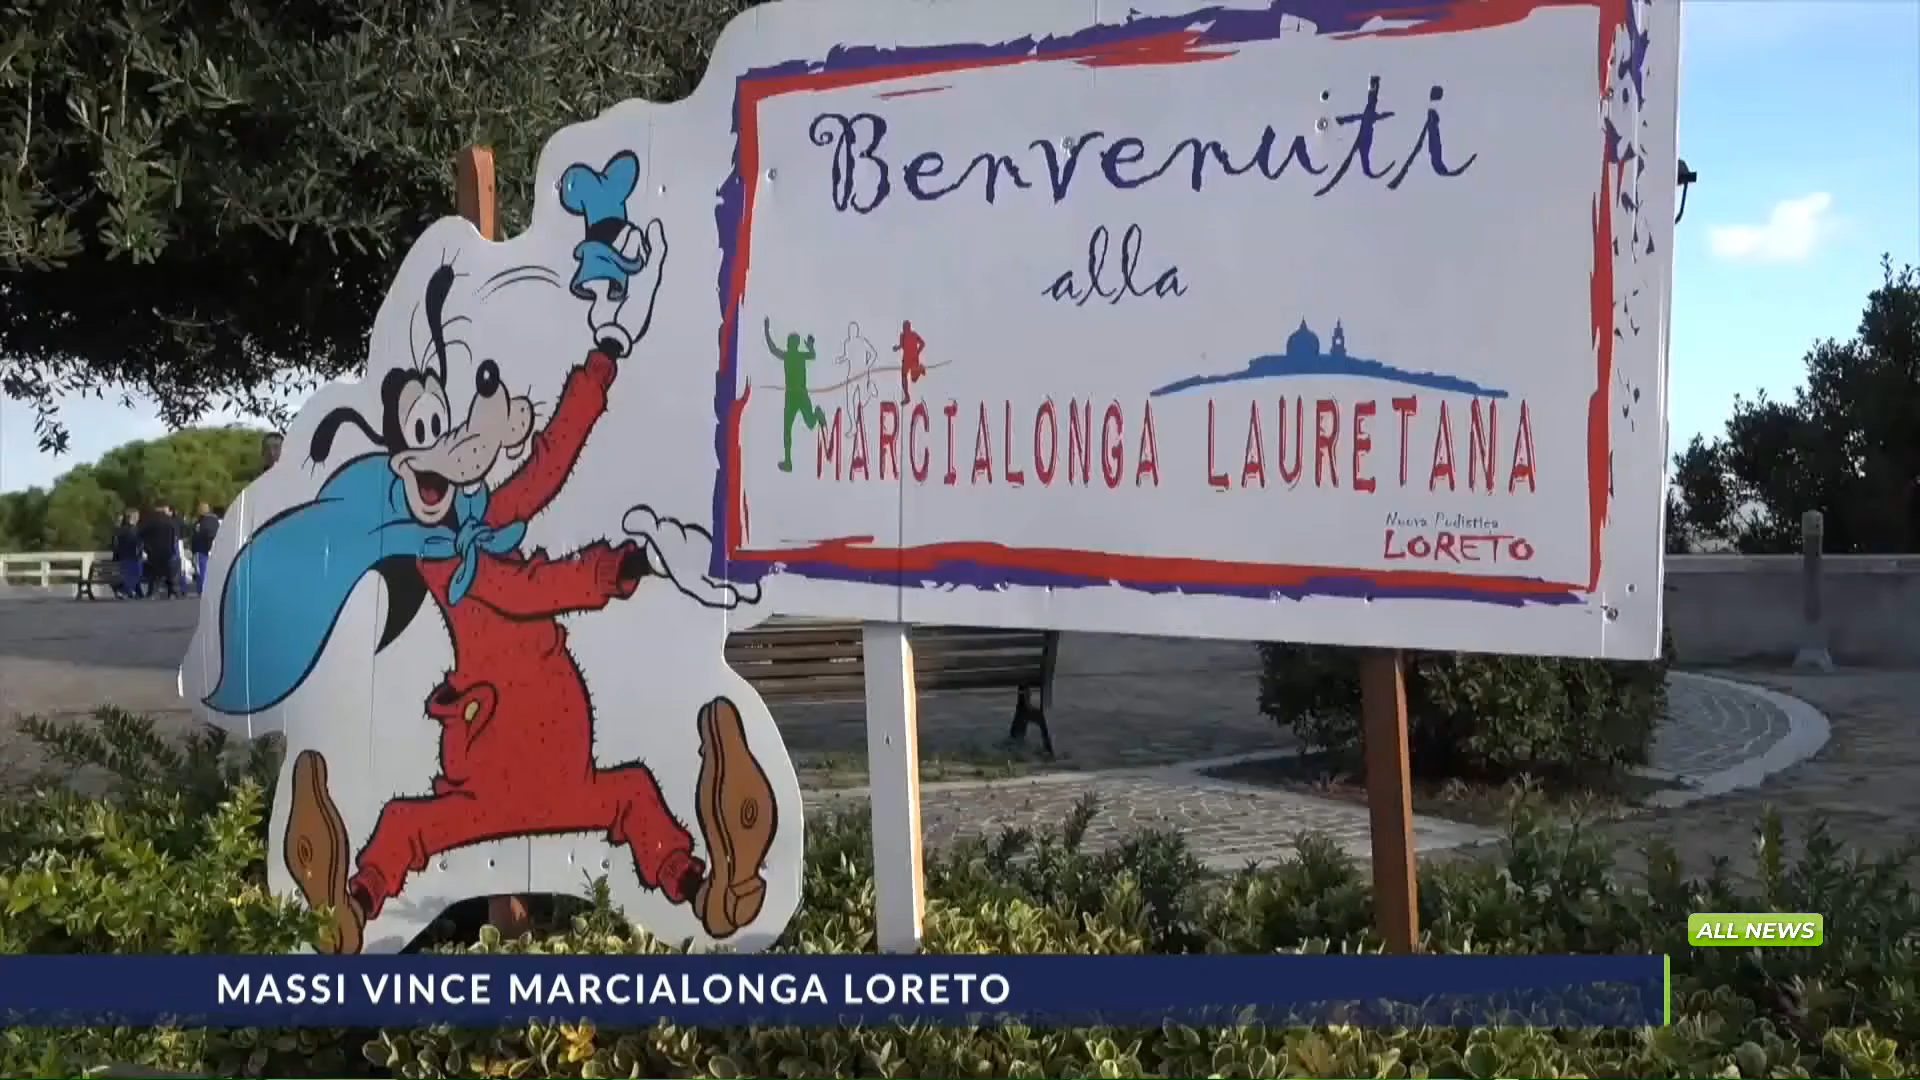 Benvenuti
alla
MARCIALONGA LAURETANA
Nuova Podistica
LORETO
ALL NEWS
MASSI VINCE MARCIALONGA LORETO